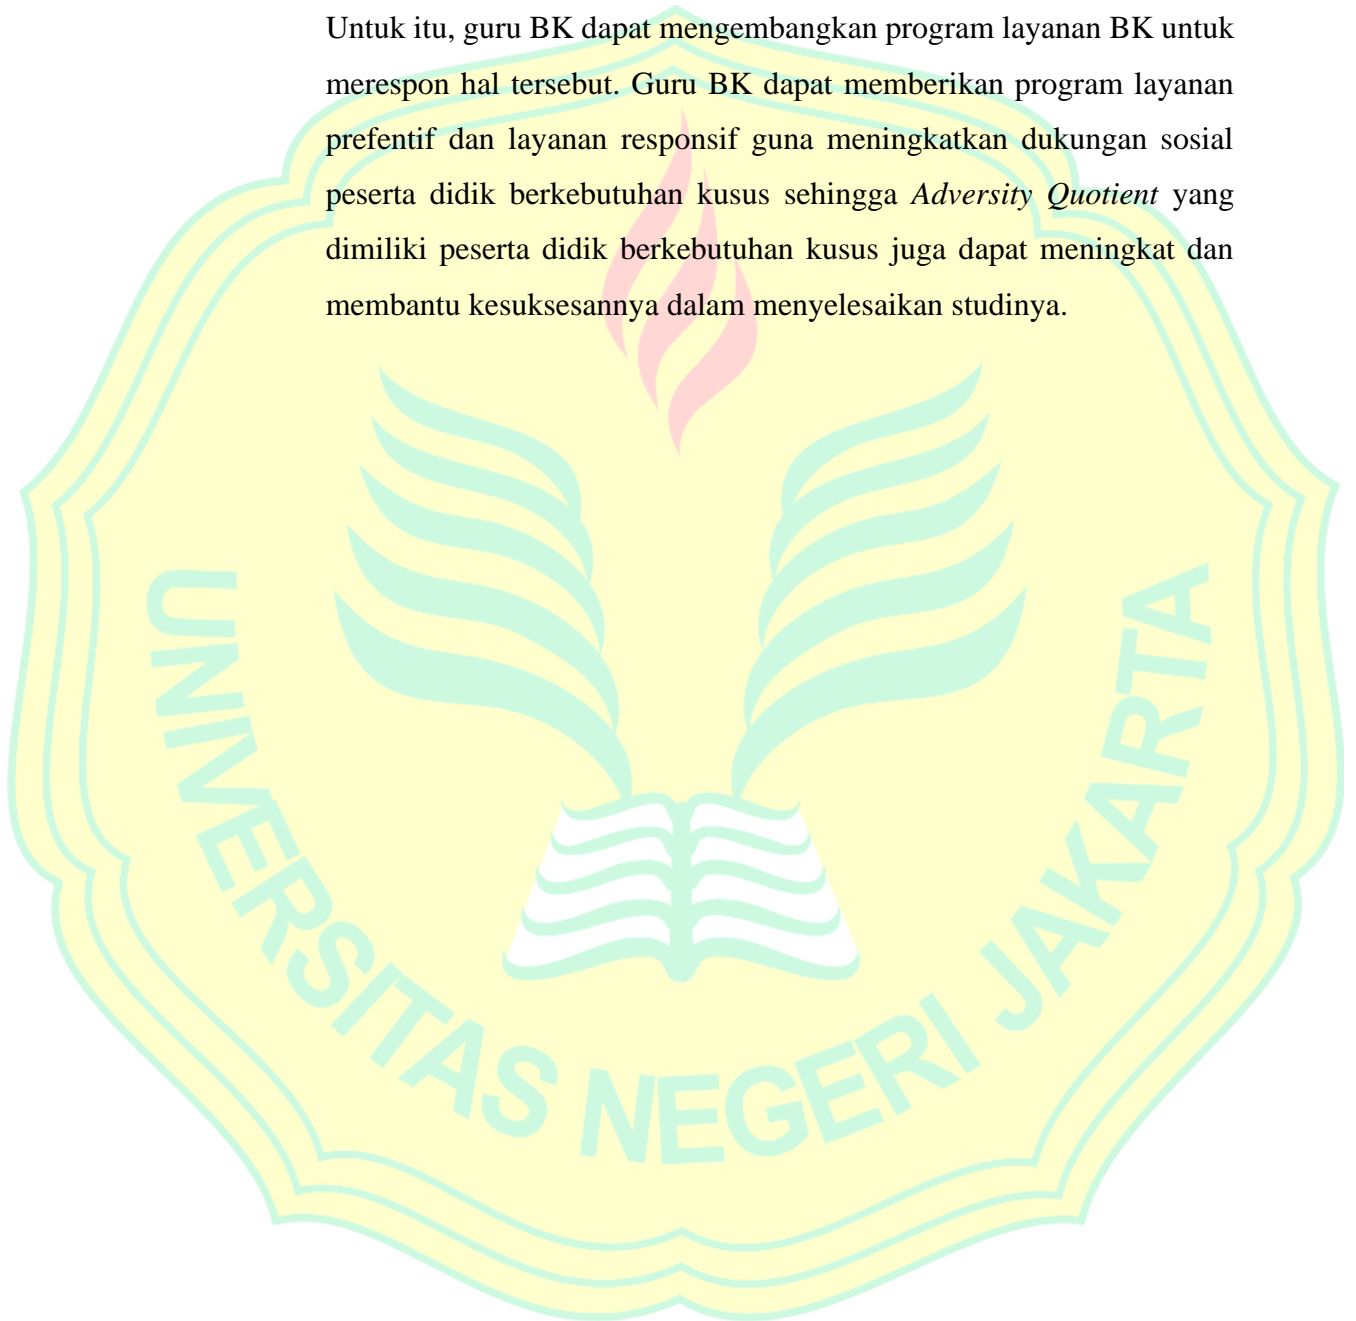 Untuk itu, guru BK dapat mengembangkan program layanan BK untuk
merespon hal tersebut. Guru BK dapat memberikan program layanan
prefentif dan layanan responsif guna meningkatkan dukungan sosial
peserta didik berkebutuhan kusus sehingga Adversity Quotient yang
dimiliki peserta didik berkebutuhan kusus juga dapat meningkat dan
membantu kesuksesannya dalam menyelesaikan studinya.
UNIVERSITAS NEGERI JAKARTA